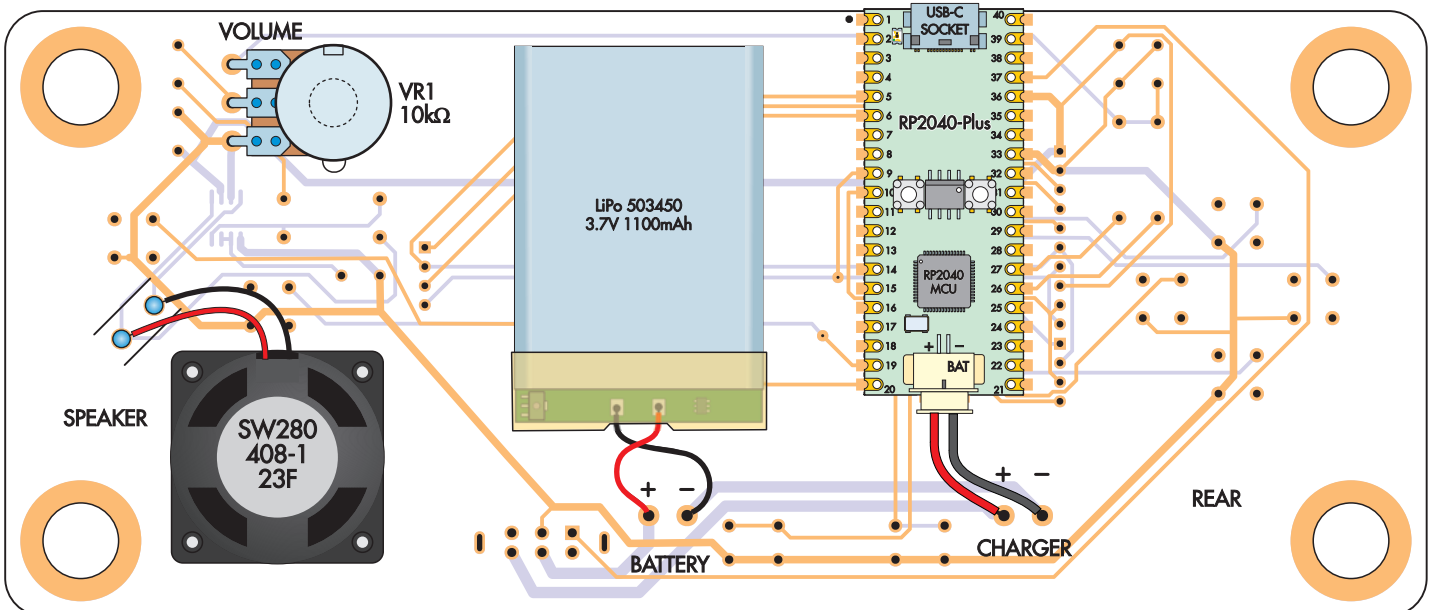 VOLUME
VR1
10kΩ
LiPo 503450
3.7V 1100mAh
USB-C
SOCKET
RP2040-Plus
RP2040
MCU
+ −
BAT
1
2
3
4
5
6
7
8
9
10
11
12
13
14
15
16
17
18
19
20
40
39
38
37
36
35
34
33
32
31
30
29
28
27
26
25
24
23
22
21
SPEAKER
SW280
408-1
23F
+ −
BATTERY
+ −
CHARGER
REAR